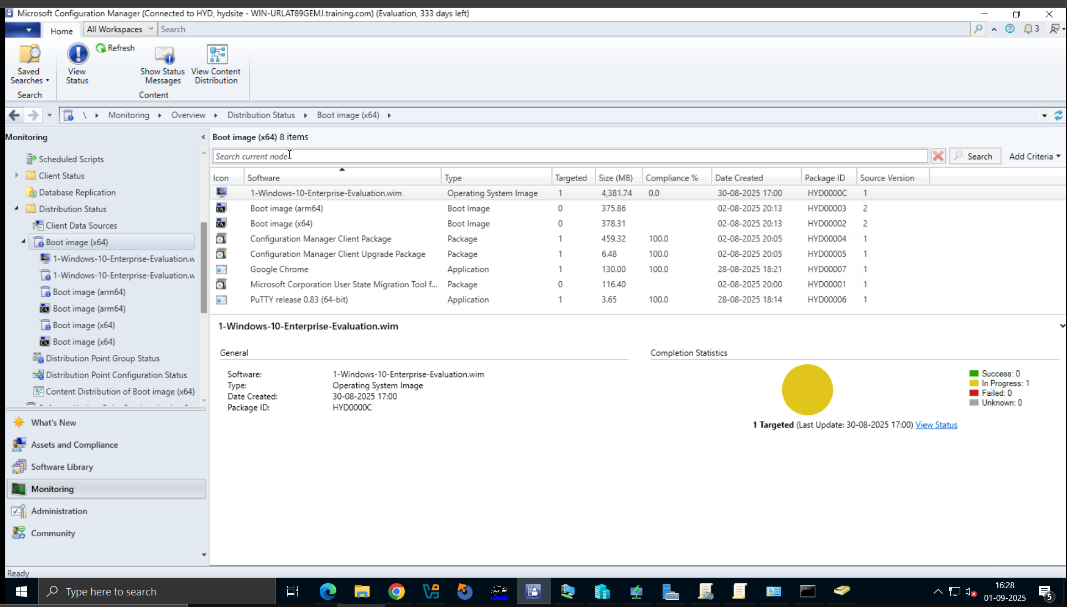 Microsoft Configuration Manager (Connected to HYD, hydsite - WIN-URLAT89GEMJ.training.com) (Evaluation, 333 days left)
Home All Workspaces Search 3
Saved Searches View Status Refresh Show Status Messages View Content Distribution
Search Content
\ Monitoring Overview Distribution Status Boot image (x64)
Monitoring
Scheduled Scripts
Client Status
Database Replication
Distribution Status
Client Data Sources
Boot image (x64)
1-Windows-10-Enterprise-Evaluation.w
1-Windows-10-Enterprise-Evaluation.w
Boot image (arm64)
Boot image (arm64)
Boot image (x64)
Boot image (x64)
Distribution Point Group Status
Distribution Point Configuration Status
Content Distribution of Boot image (x64)
What's New
Assets and Compliance
Software Library
Monitoring
Administration
Community
Boot image (x64) 8 items
Search current node Search Add Criteria
Icon Software Type Targeted Size (MB) Compliance % Date Created Package ID Source Version
1-Windows-10-Enterprise-Evaluation.wim Operating System Image 1 4,381.74 0.0 30-08-2025 17:00 HYD0000C 1
Boot image (arm64) Boot Image 0 375.86 02-08-2025 20:13 HYD00003 2
Boot image (x64) Boot Image 0 378.31 02-08-2025 20:13 HYD00002 2
Configuration Manager Client Package Package 1 459.32 100.0 02-08-2025 20:05 HYD00004 1
Configuration Manager Client Upgrade Package Package 1 6.48 100.0 02-08-2025 20:05 HYD00005 1
Google Chrome Application 1 130.00 100.0 28-08-2025 18:21 HYD00007 1
Microsoft Corporation User State Migration Tool f... Package 0 116.40 02-08-2025 20:00 HYD00001 1
PuTTY release 0.83 (64-bit) Application 1 3.65 100.0 28-08-2025 18:14 HYD00006 1
1-Windows-10-Enterprise-Evaluation.wim
General
Software: 1-Windows-10-Enterprise-Evaluation.wim
Type: Operating System Image
Date Created: 30-08-2025 17:00
Package ID: HYD0000C
Completion Statistics
Success: 0
In Progress: 1
Failed: 0
Unknown: 0
1 Targeted (Last Update: 30-08-2025 17:00) View Status
Ready
Type here to search
16:28
01-09-2025
5